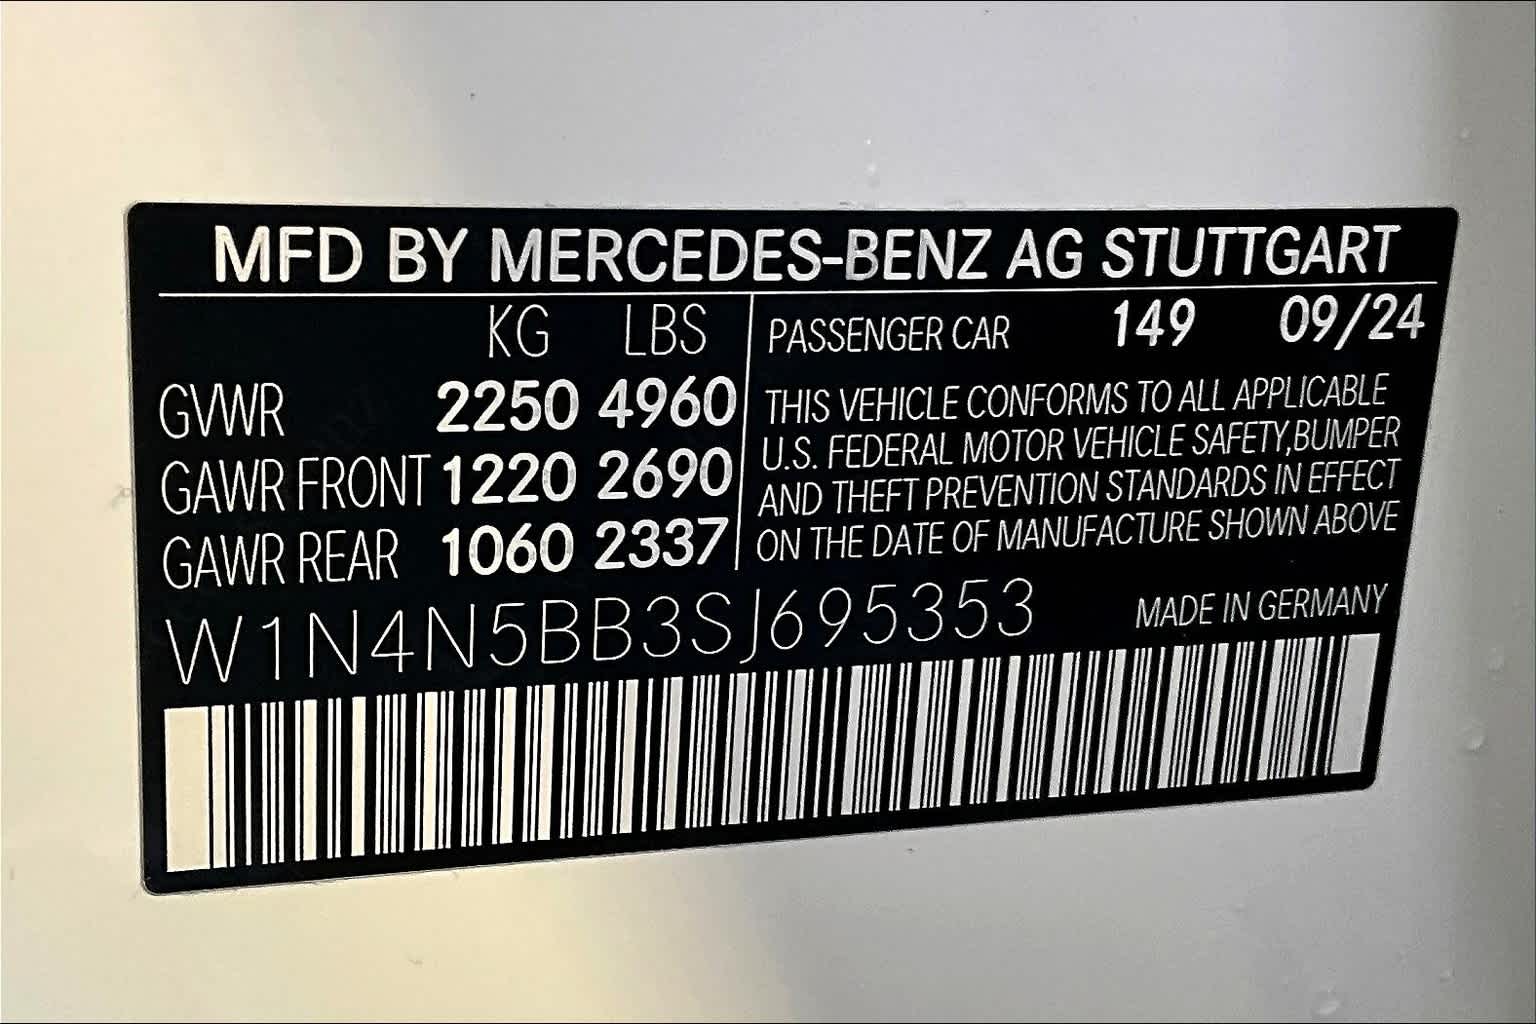 MFD BY MERCEDES-BENZ AG STUTTGART
KG LBS
GVWR 2250 4960
GAWR FRONT 1220 2690
GAWR REAR 1060 2337
PASSENGER CAR 149 09/24
THIS VEHICLE CONFORMS TO ALL APPLICABLE
U.S. FEDERAL MOTOR VEHICLE SAFETY,BUMPER
AND THEFT PREVENTION STANDARDS IN EFFECT
ON THE DATE OF MANUFACTURE SHOWN ABOVE
W1N4N5BB3SJ695353
MADE IN GERMANY